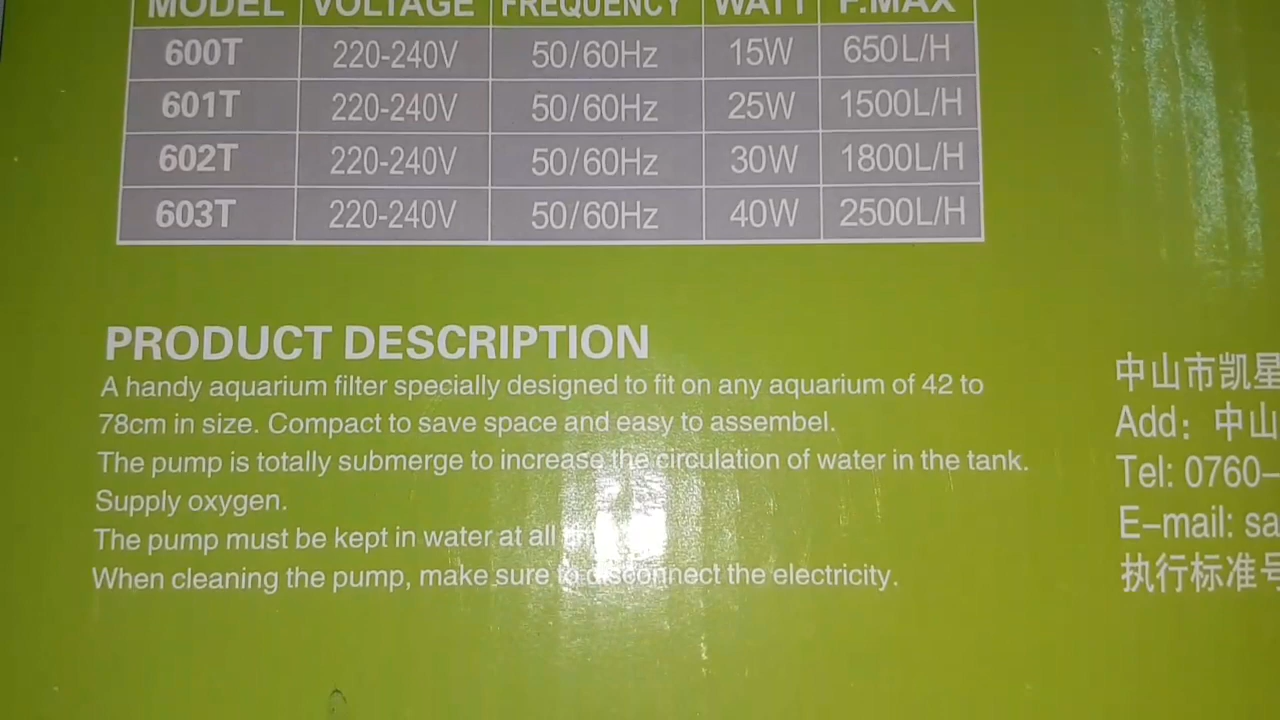 MODEL VOLTAGE FREQUENCY WATT F.MAX
600T 220-240V 50/60Hz 15W 650L/H
601T 220-240V 50/60Hz 25W 1500L/H
602T 220-240V 50/60Hz 30W 1800L/H
603T 220-240V 50/60Hz 40W 2500L/H
PRODUCT DESCRIPTION
A handy aquarium filter specially designed to fit on any aquarium of 42 to
78cm in size. Compact to save space and easy to assembel.
The pump is totally submerge to increase the circulation of water in the tank.
Supply oxygen.
The pump must be kept in water at all
When cleaning the pump, make sure to disconnect the electricity.
中山市凯星
Add: 中山
Tel: 0760-
E-mail: sa
执行标准号